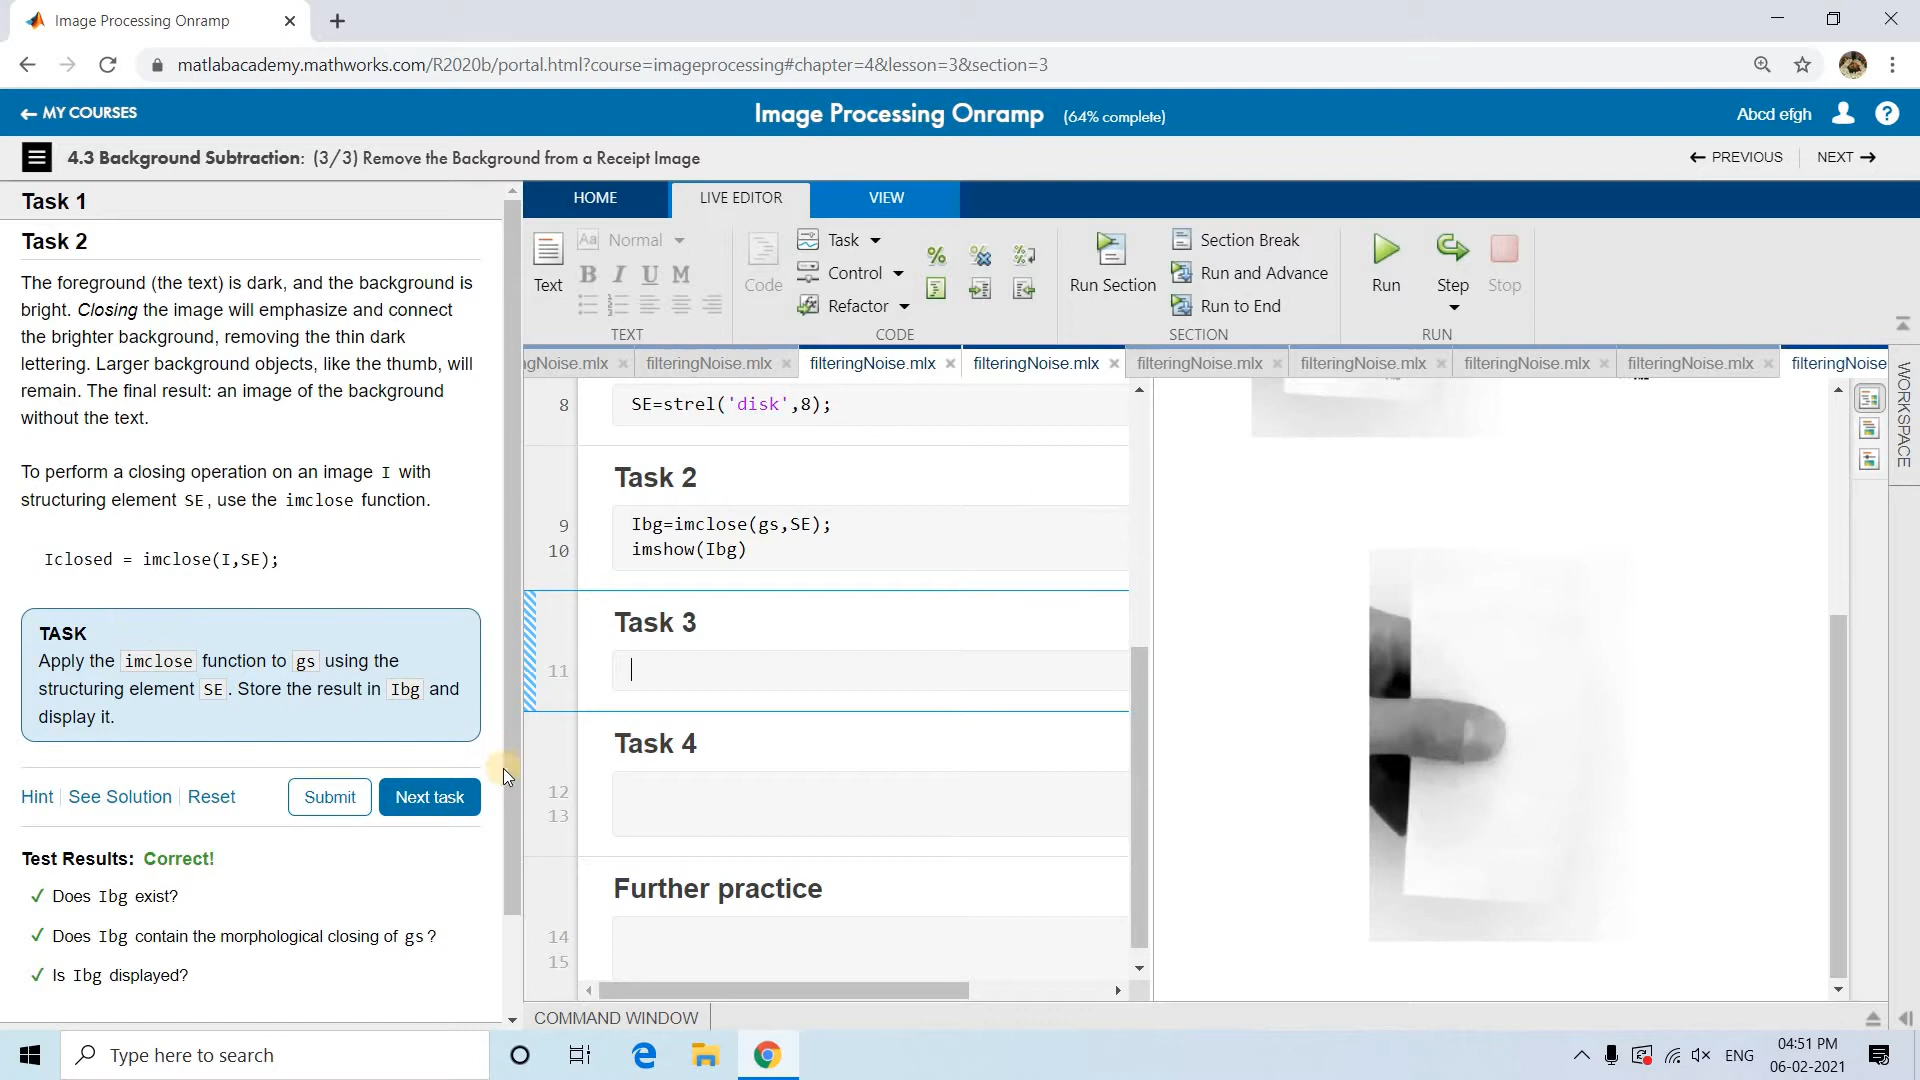 Image Processing Onramp
matlabacademy.mathworks.com/R2020b/portal.html?course=imageprocessing#chapter=4&lesson=3&section=3
MY COURSES
Image Processing Onramp (64% complete)
Abcd efgh
4.3 Background Subtraction: (3/3) Remove the Background from a Receipt Image
PREVIOUS
NEXT
Task 1
Task 2
The foreground (the text) is dark, and the background is
bright. Closing the image will emphasize and connect
the brighter background, removing the thin dark
lettering. Larger background objects, like the thumb, will
remain. The final result: an image of the background
without the text.
To perform a closing operation on an image I with
structuring element SE, use the imclose function.
Iclosed = imclose(I,SE);
TASK
Apply the imclose function to gs using the
structuring element SE. Store the result in Ibg and
display it.
Hint
See Solution
Reset
Submit
Next task
Test Results: Correct!
✓ Does Ibg exist?
✓ Does Ibg contain the morphological closing of gs?
✓ Is Ibg displayed?
HOME
LIVE EDITOR
VIEW
Text
Aa Normal
B I U M
TEXT
Code
Task
Control
Refactor
CODE
Run Section
Section Break
Run and Advance
Run to End
SECTION
Run
Step
Stop
RUN
ngNoise.mlx
filteringNoise.mlx
filteringNoise.mlx
filteringNoise.mlx
filteringNoise.mlx
filteringNoise.mlx
filteringNoise.mlx
filteringNoise.mlx
filteringNoise
WORKSPACE
8 SE=strel('disk',8);
Task 2
9 Ibg=imclose(gs,SE);
10 imshow(Ibg)
Task 3
11
Task 4
12
13
Further practice
14
15
COMMAND WINDOW
Type here to search
ENG
04:51 PM
06-02-2021